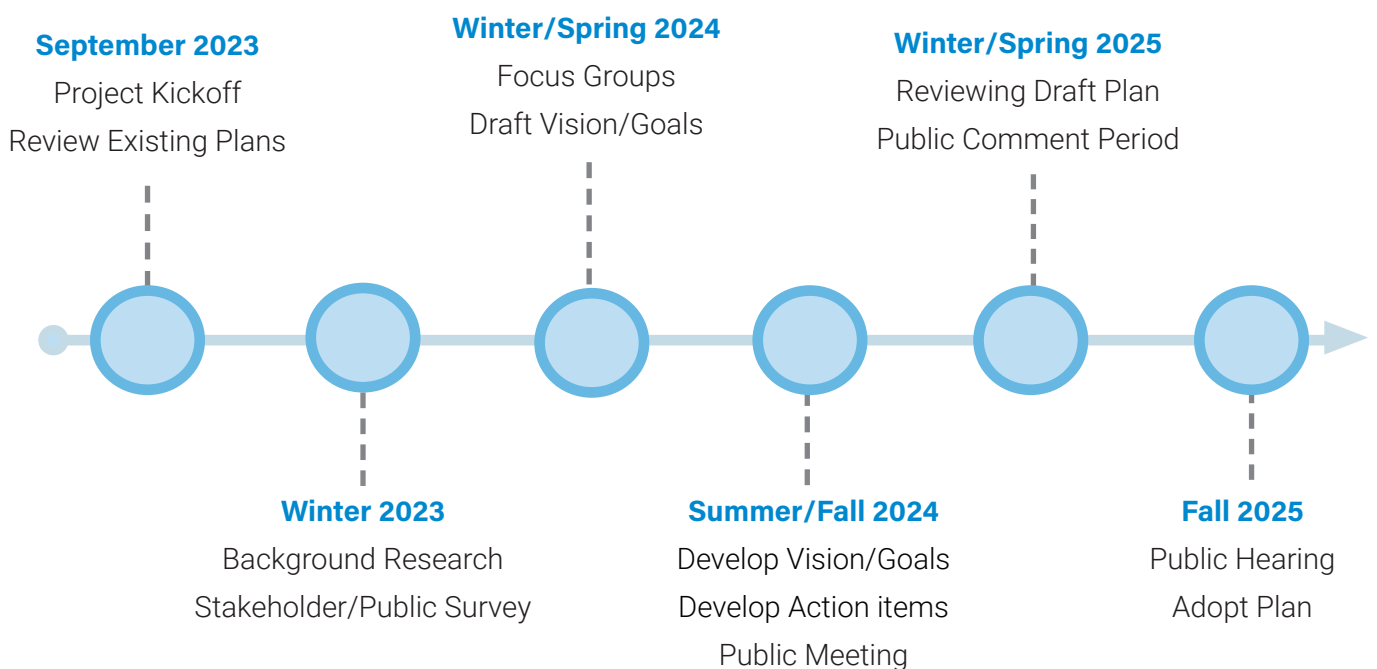 September 2023
Project Kickoff
Review Existing Plans
Winter 2023
Background Research
Stakeholder/Public Survey
Winter/Spring 2024
Focus Groups
Draft Vision/Goals
Summer/Fall 2024
Develop Vision/Goals
Develop Action items
Public Meeting
Winter/Spring 2025
Reviewing Draft Plan
Public Comment Period
Fall 2025
Public Hearing
Adopt Plan